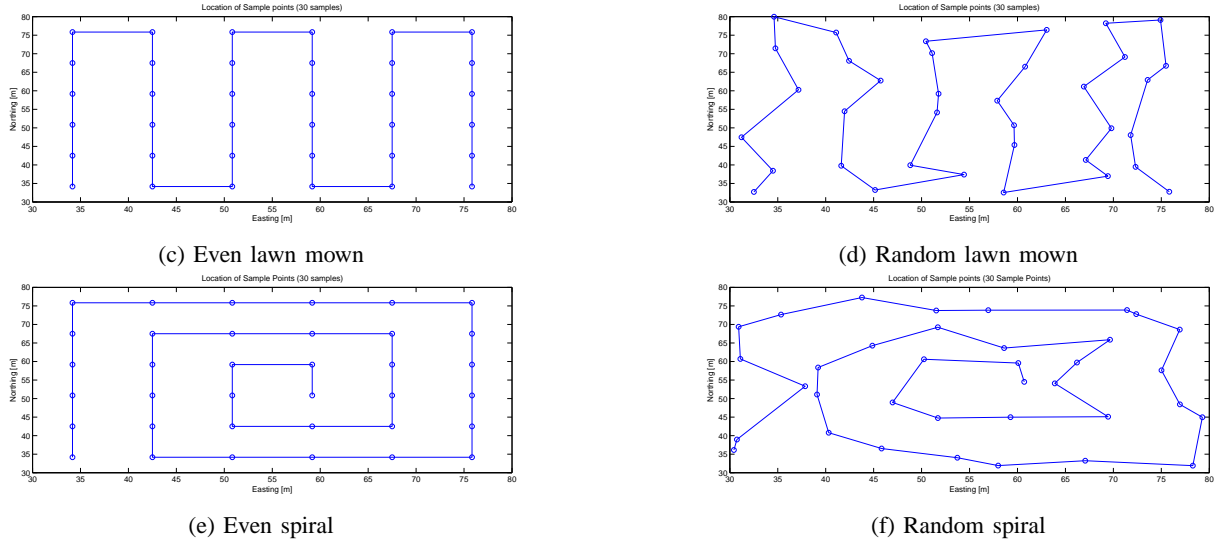 Location of Sample points (30 samples)
80
75
70
65
60
55
50
45
40
35
30
Northing [m]
30 35 40 45 50 55 60 65 70 75 80
Easting [m]
(c) Even lawn mown
Location of Sample points (30 samples)
80
75
70
65
60
55
50
45
40
35
30
Northing [m]
30 35 40 45 50 55 60 65 70 75 80
Easting [m]
(d) Random lawn mown
Location of Sample Points (30 samples)
80
75
70
65
60
55
50
45
40
35
30
Northing [m]
30 35 40 45 50 55 60 65 70 75 80
Easting [m]
(e) Even spiral
Location of Sample points (30 Sample Points)
80
75
70
65
60
55
50
45
40
35
30
Northing [m]
30 35 40 45 50 55 60 65 70 75 80
Easting [m]
(f) Random spiral